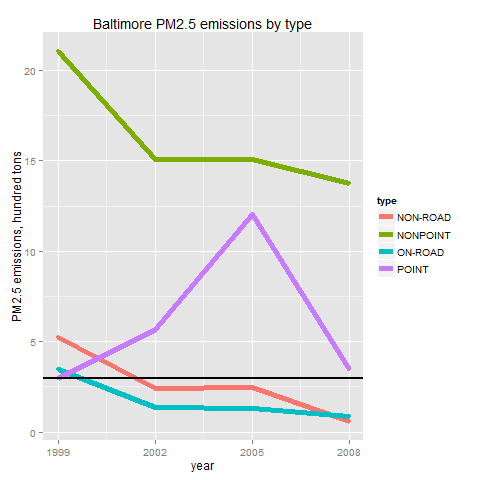 Baltimore PM2.5 emissions by type
PM2.5 emissions, hundred tons
20
15
10
5
0
1999 2002 2005 2008
year
type
NON-ROAD
NONPOINT
ON-ROAD
POINT